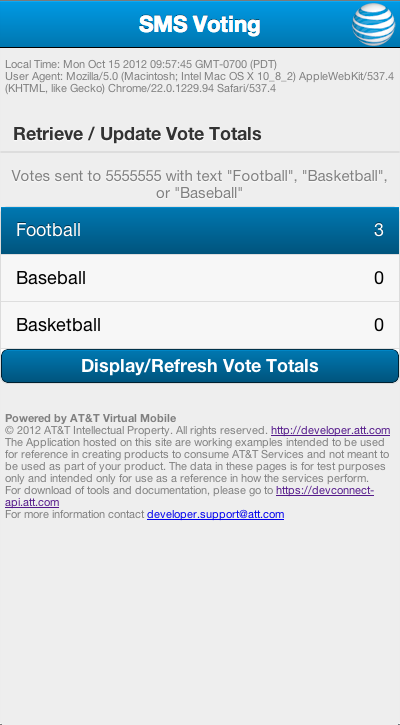 SMS Voting
Local Time: Mon Oct 15 2012 09:57:45 GMT-0700 (PDT)
User Agent: Mozilla/5.0 (Macintosh; Intel Mac OS X 10_8_2) AppleWebKit/537.4
(KHTML, like Gecko) Chrome/22.0.1229.94 Safari/537.4
Retrieve / Update Vote Totals
Votes sent to 5555555 with text "Football", "Basketball",
or "Baseball"
Football 3
Baseball 0
Basketball 0
Display/Refresh Vote Totals
Powered by AT&T Virtual Mobile
© 2012 AT&T Intellectual Property. All rights reserved. http://developer.att.com
The Application hosted on this site are working examples intended to be used
for reference in creating products to consume AT&T Services and not meant to
be used as part of your product. The data in these pages is for test purposes
only and intended only for use as a reference in how the services perform.
For download of tools and documentation, please go to https://devconnect-
api.att.com
For more information contact developer.support@att.com